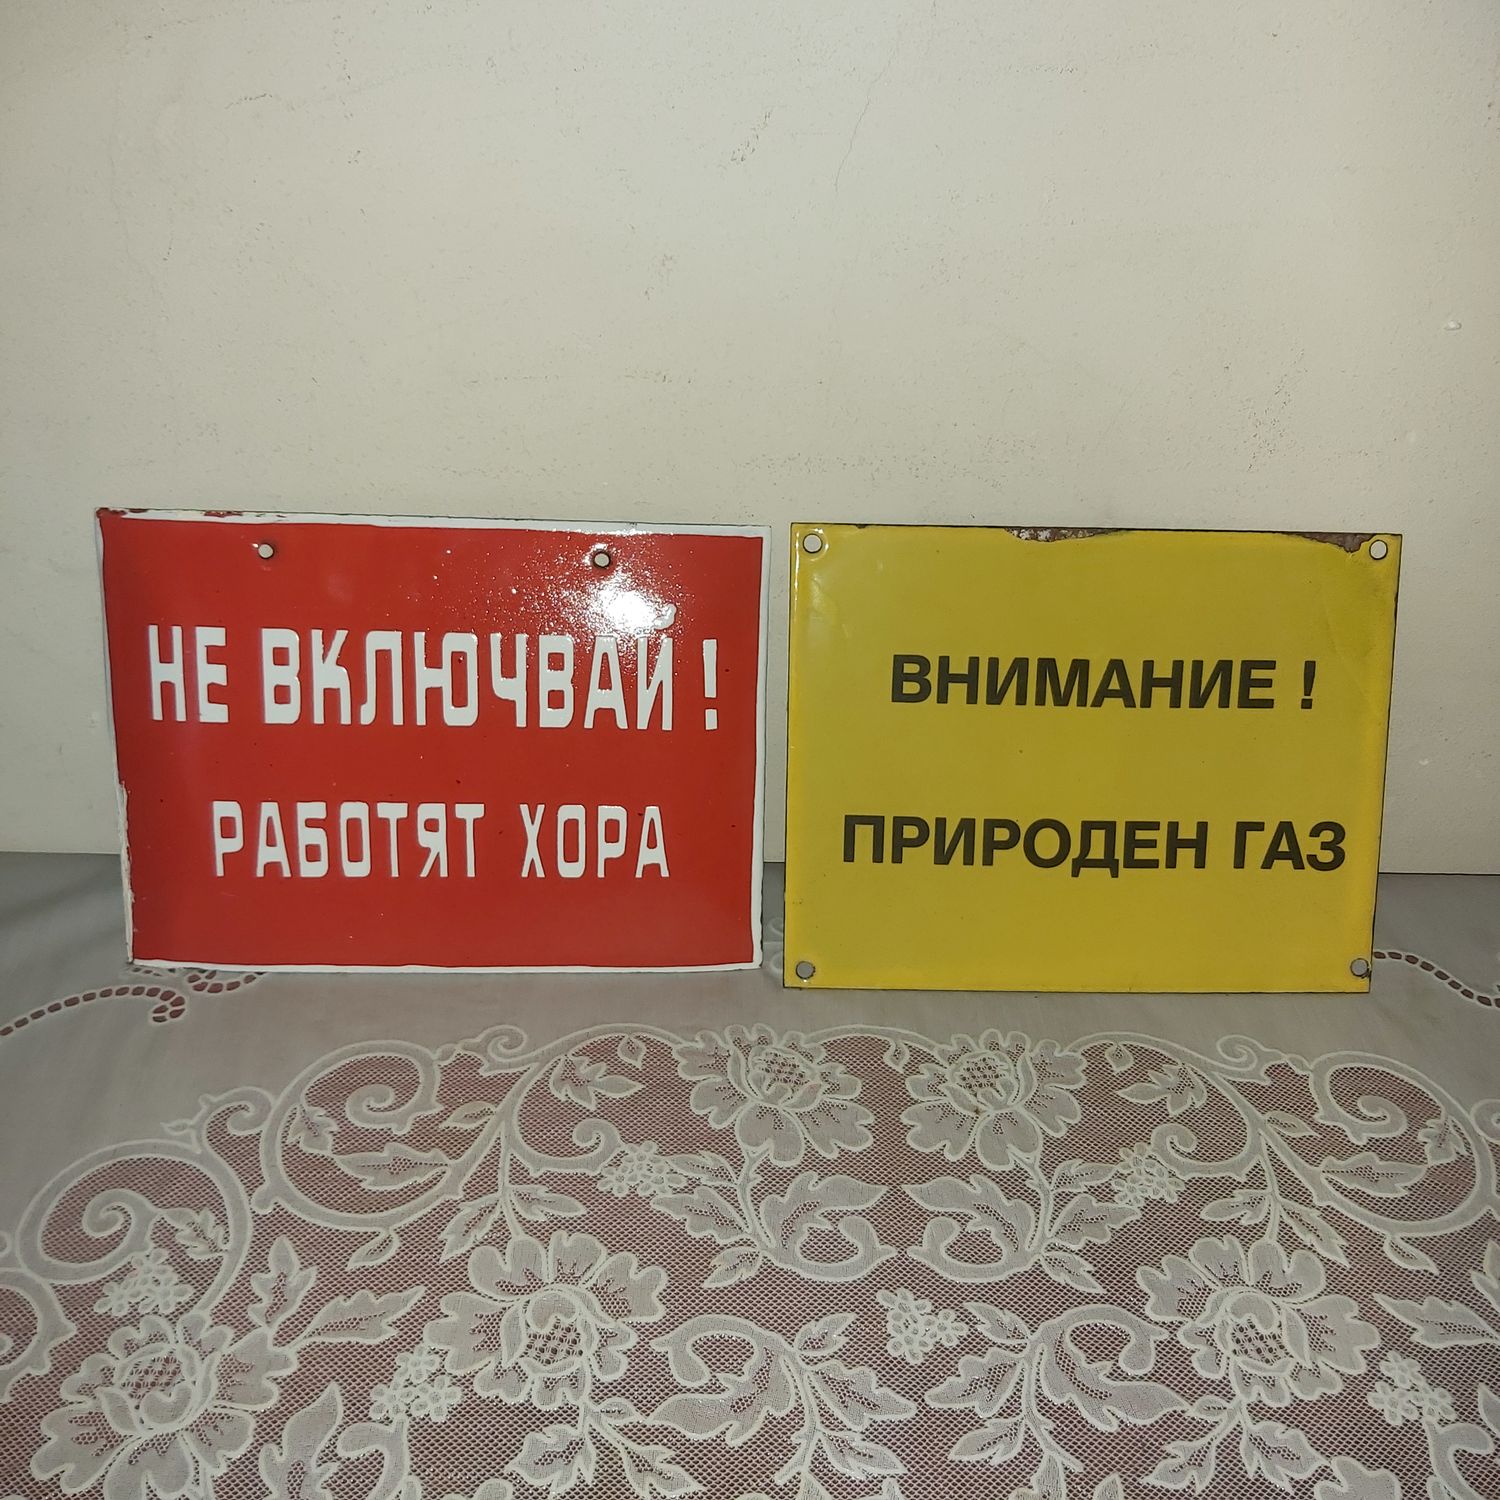 НЕ ВКЛЮЧВАЙ !
РАБОТЯТ ХОРА
ВНИМАНИЕ !
ПРИРОДЕН ГАЗ